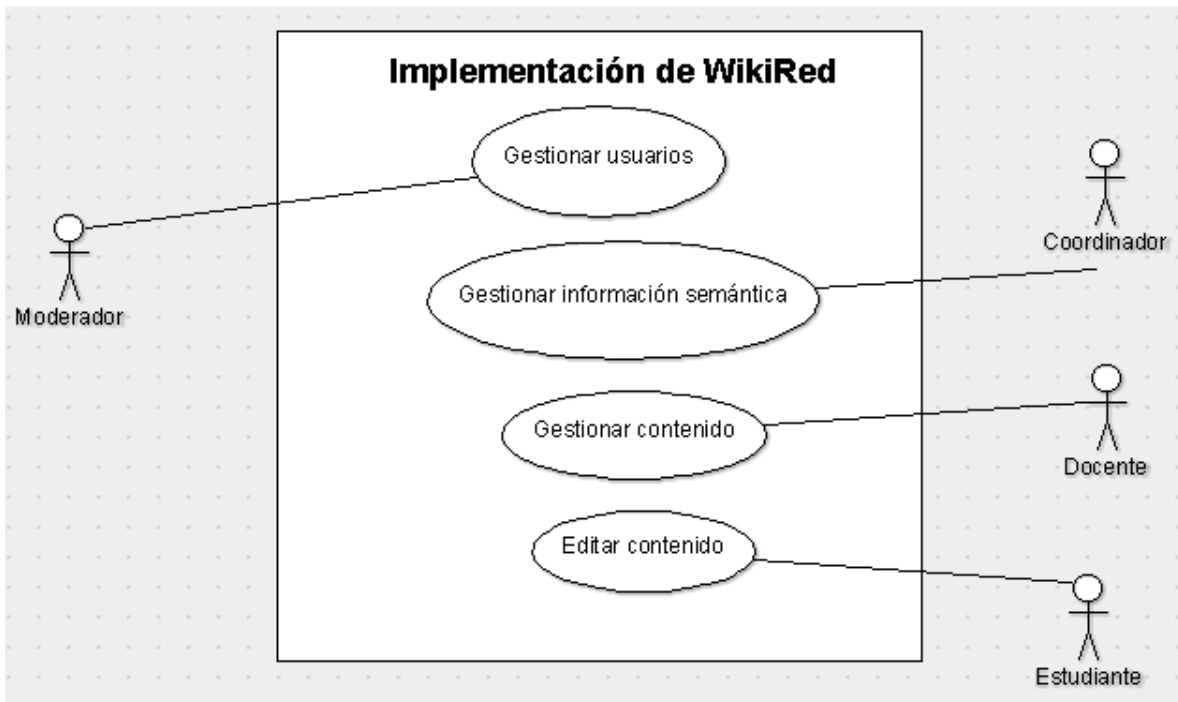 Implementación de WikiRed
Gestionar usuarios
Coordinador
Gestionar información semántica
Moderador
Gestionar contenido
Docente
Editar contenido
Estudiante